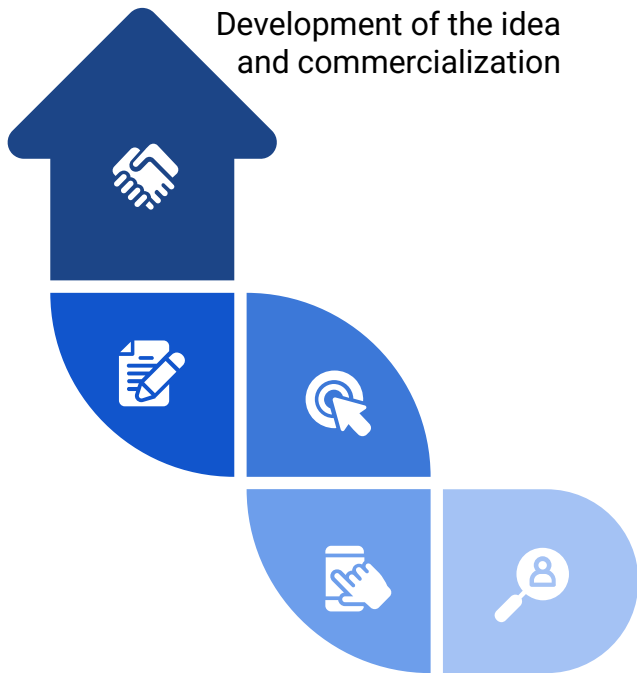 Development of the idea
and commercialization